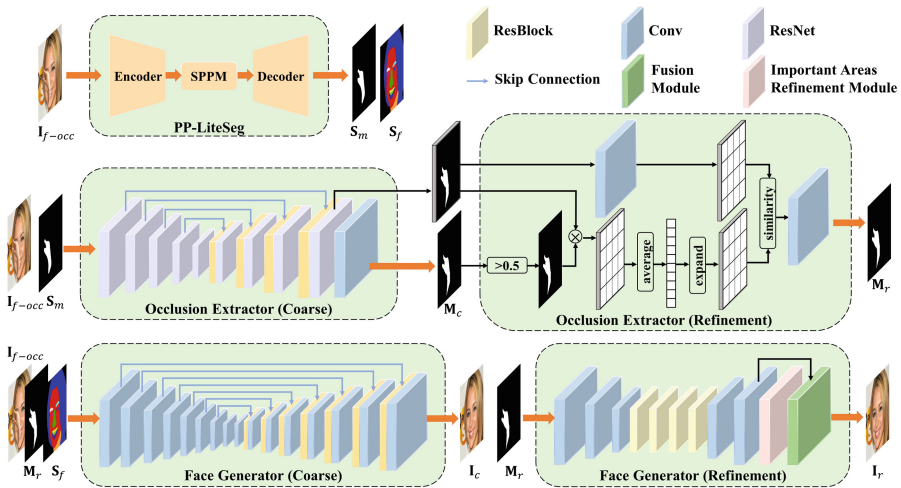 ResBlock
Conv
ResNet
Skip Connection
Fusion
Module
Important Areas
Refinement Module
I_{f-occ}
Encoder
SPPM
Decoder
PP-LiteSeg
S_m S_f
I_{f-occ} S_m
Occlusion Extractor (Coarse)
M_c
>0.5
average
expand
similarity
Occlusion Extractor (Refinement)
M_r
I_{f-occ}
M_r S_f
Face Generator (Coarse)
I_c M_r
Face Generator (Refinement)
I_r